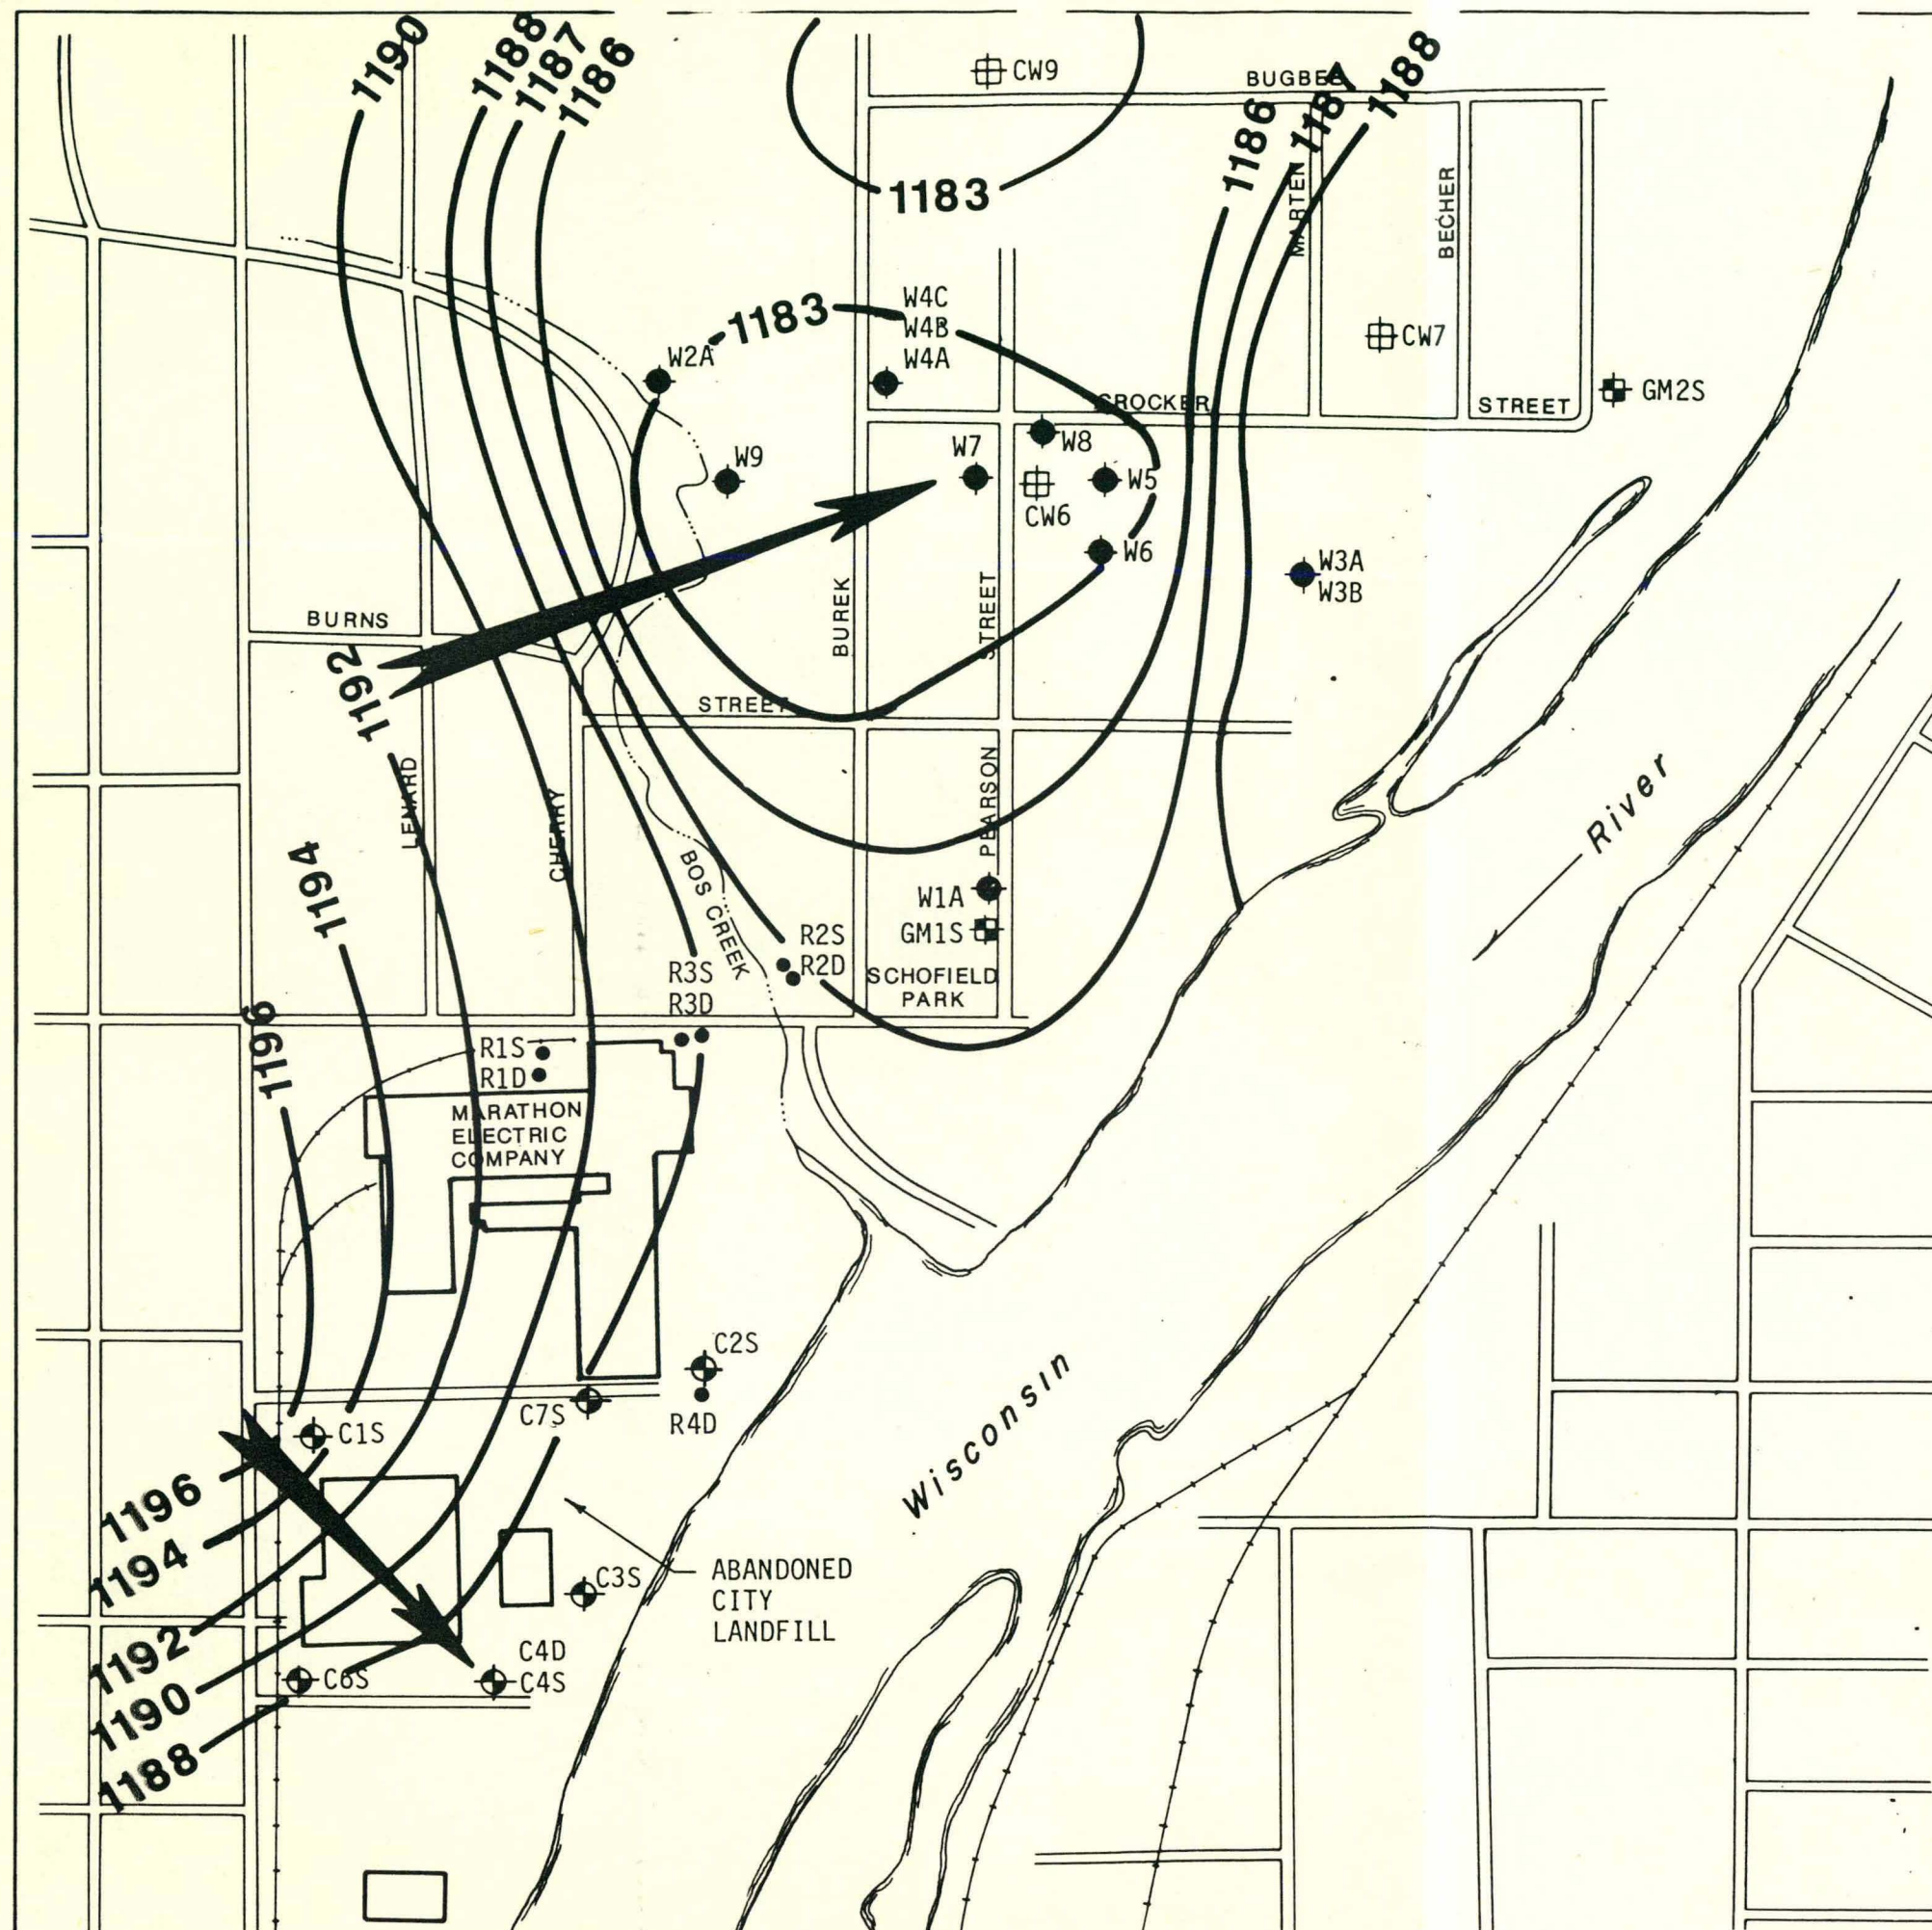 1190
1188
1187
1186
CW9
BUGBEE
1186
1187
1188
1183
MARTEN
BECHER
1183
W4C
W4B
W4A
W2A
CW7
CROCKER
STREET
GM2S
W9
W7
W8
W5
CW6
W6
W3A
W3B
BURNS
BUREK
STREET
1192
STREET
LENARD
CHERRY
PEARSON
River
1194
BOS CREEK
W1A
GM1S
R2S
R2D
R3S
R3D
SCHOFIELD
PARK
1196
R1S
R1D
MARATHON
ELECTRIC
COMPANY
C2S
C7S
R4D
C1S
Wisconsin
1196
1194
1192
1190
1188
ABANDONED
CITY
LANDFILL
C3S
C4D
C4S
C6S